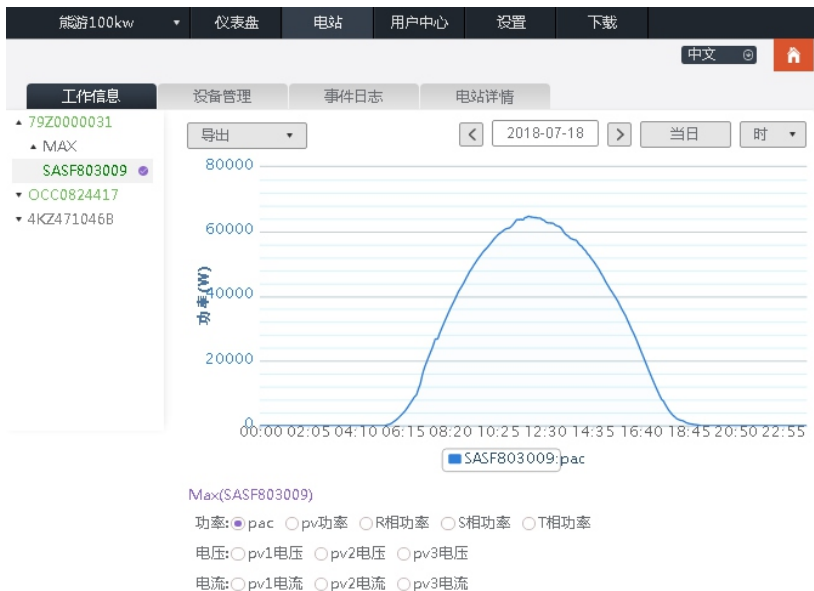 熊游100kw 仪表盘 电站 用户中心 设置 下载
中文
工作信息 设备管理 事件日志 电站详情
79Z0000031
MAX
SASF803009
OCC0824417
4KZ471046B
导出 2018-07-18 当日 时
80000
60000
40000
20000
0
功率(W)
00:00 02:05 04:10 06:15 08:20 10:25 12:30 14:35 16:40 18:45 20:50 22:55
SASF803009:pac
Max(SASF803009)
功率: pac pv功率 R相功率 S相功率 T相功率
电压: pv1电压 pv2电压 pv3电压
电流: pv1电流 pv2电流 pv3电流